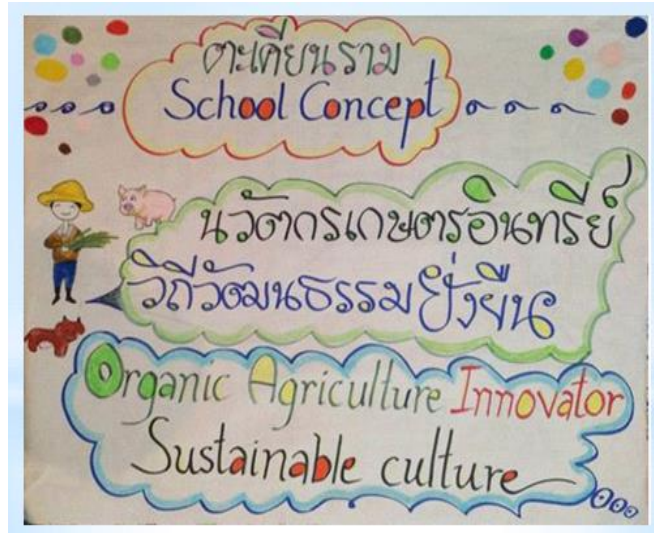 ตะเคียนราม
School Concept
นวัตกรเกษตรอินทรีย์
วิถีวัฒนธรรมยั่งยืน
Organic Agriculture Innovator
Sustainable culture